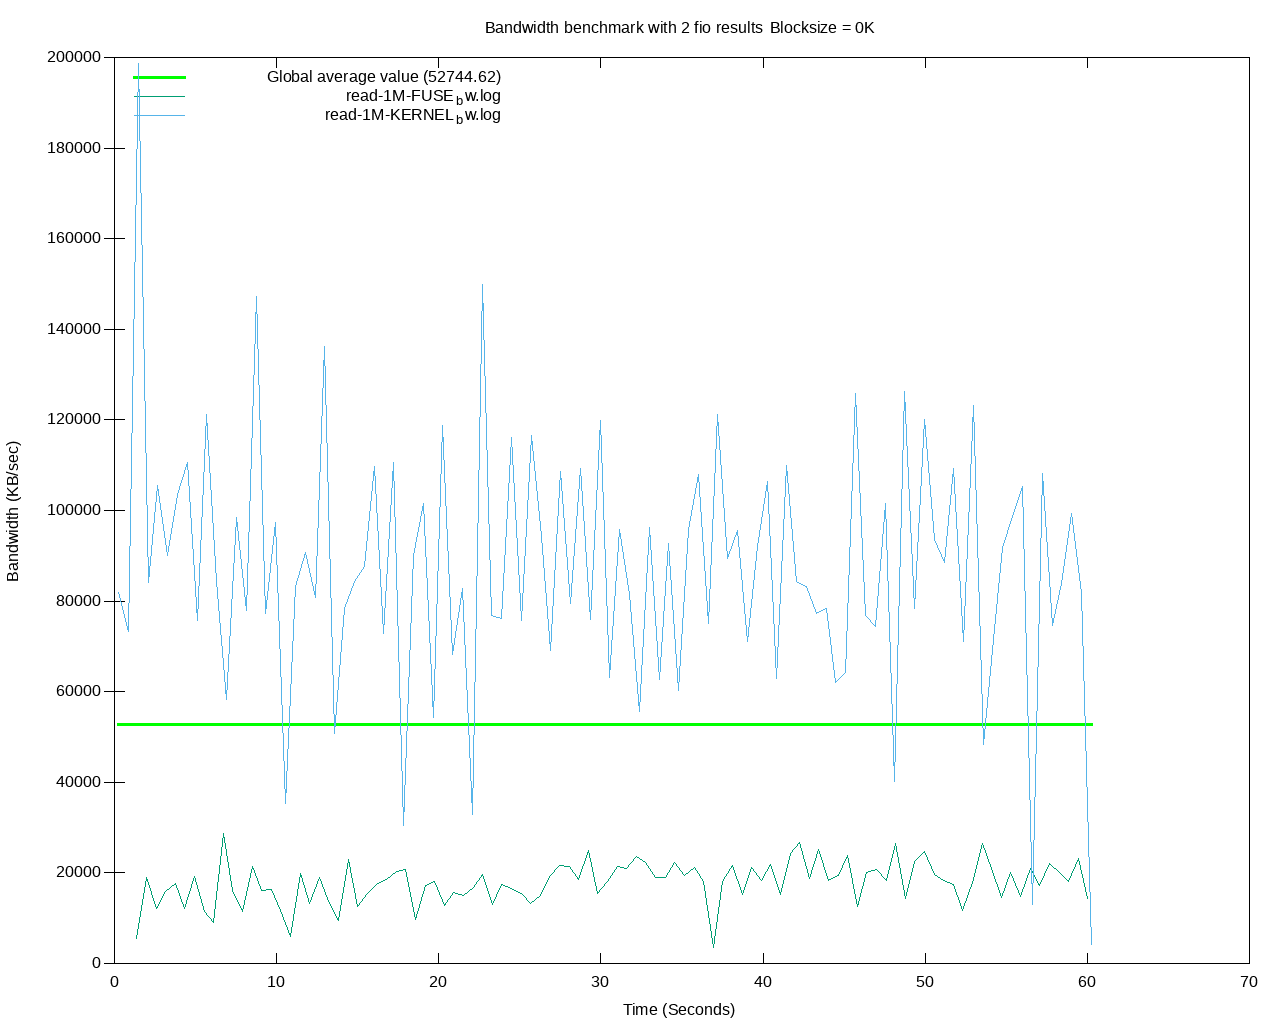 Bandwidth benchmark with 2 fio results Blocksize = 0K
200000
180000
160000
140000
120000
100000
80000
60000
40000
20000
0
Global average value (52744.62)
read-1M-FUSE_bw.log
read-1M-KERNEL_bw.log
Bandwidth (KB/sec)
0 10 20 30 40 50 60 70
Time (Seconds)